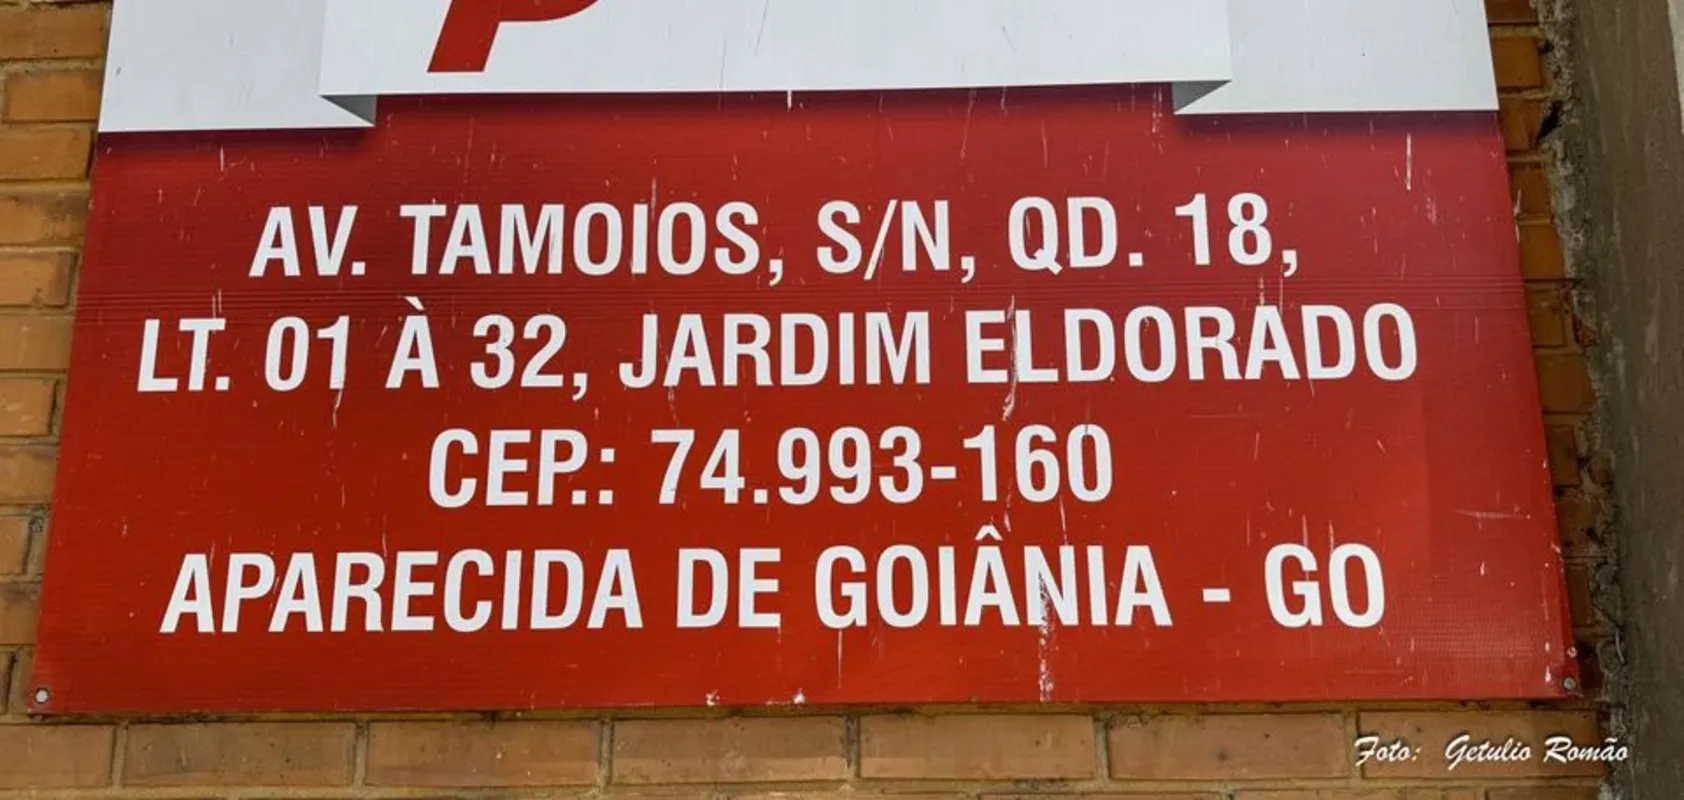 AV. TAMOIOS, S/N, QD. 18,
LT. 01 À 32, JARDIM ELDORADO
CEP.: 74.993-160
APARECIDA DE GOIÂNIA - GO
Foto: Getulio Romão